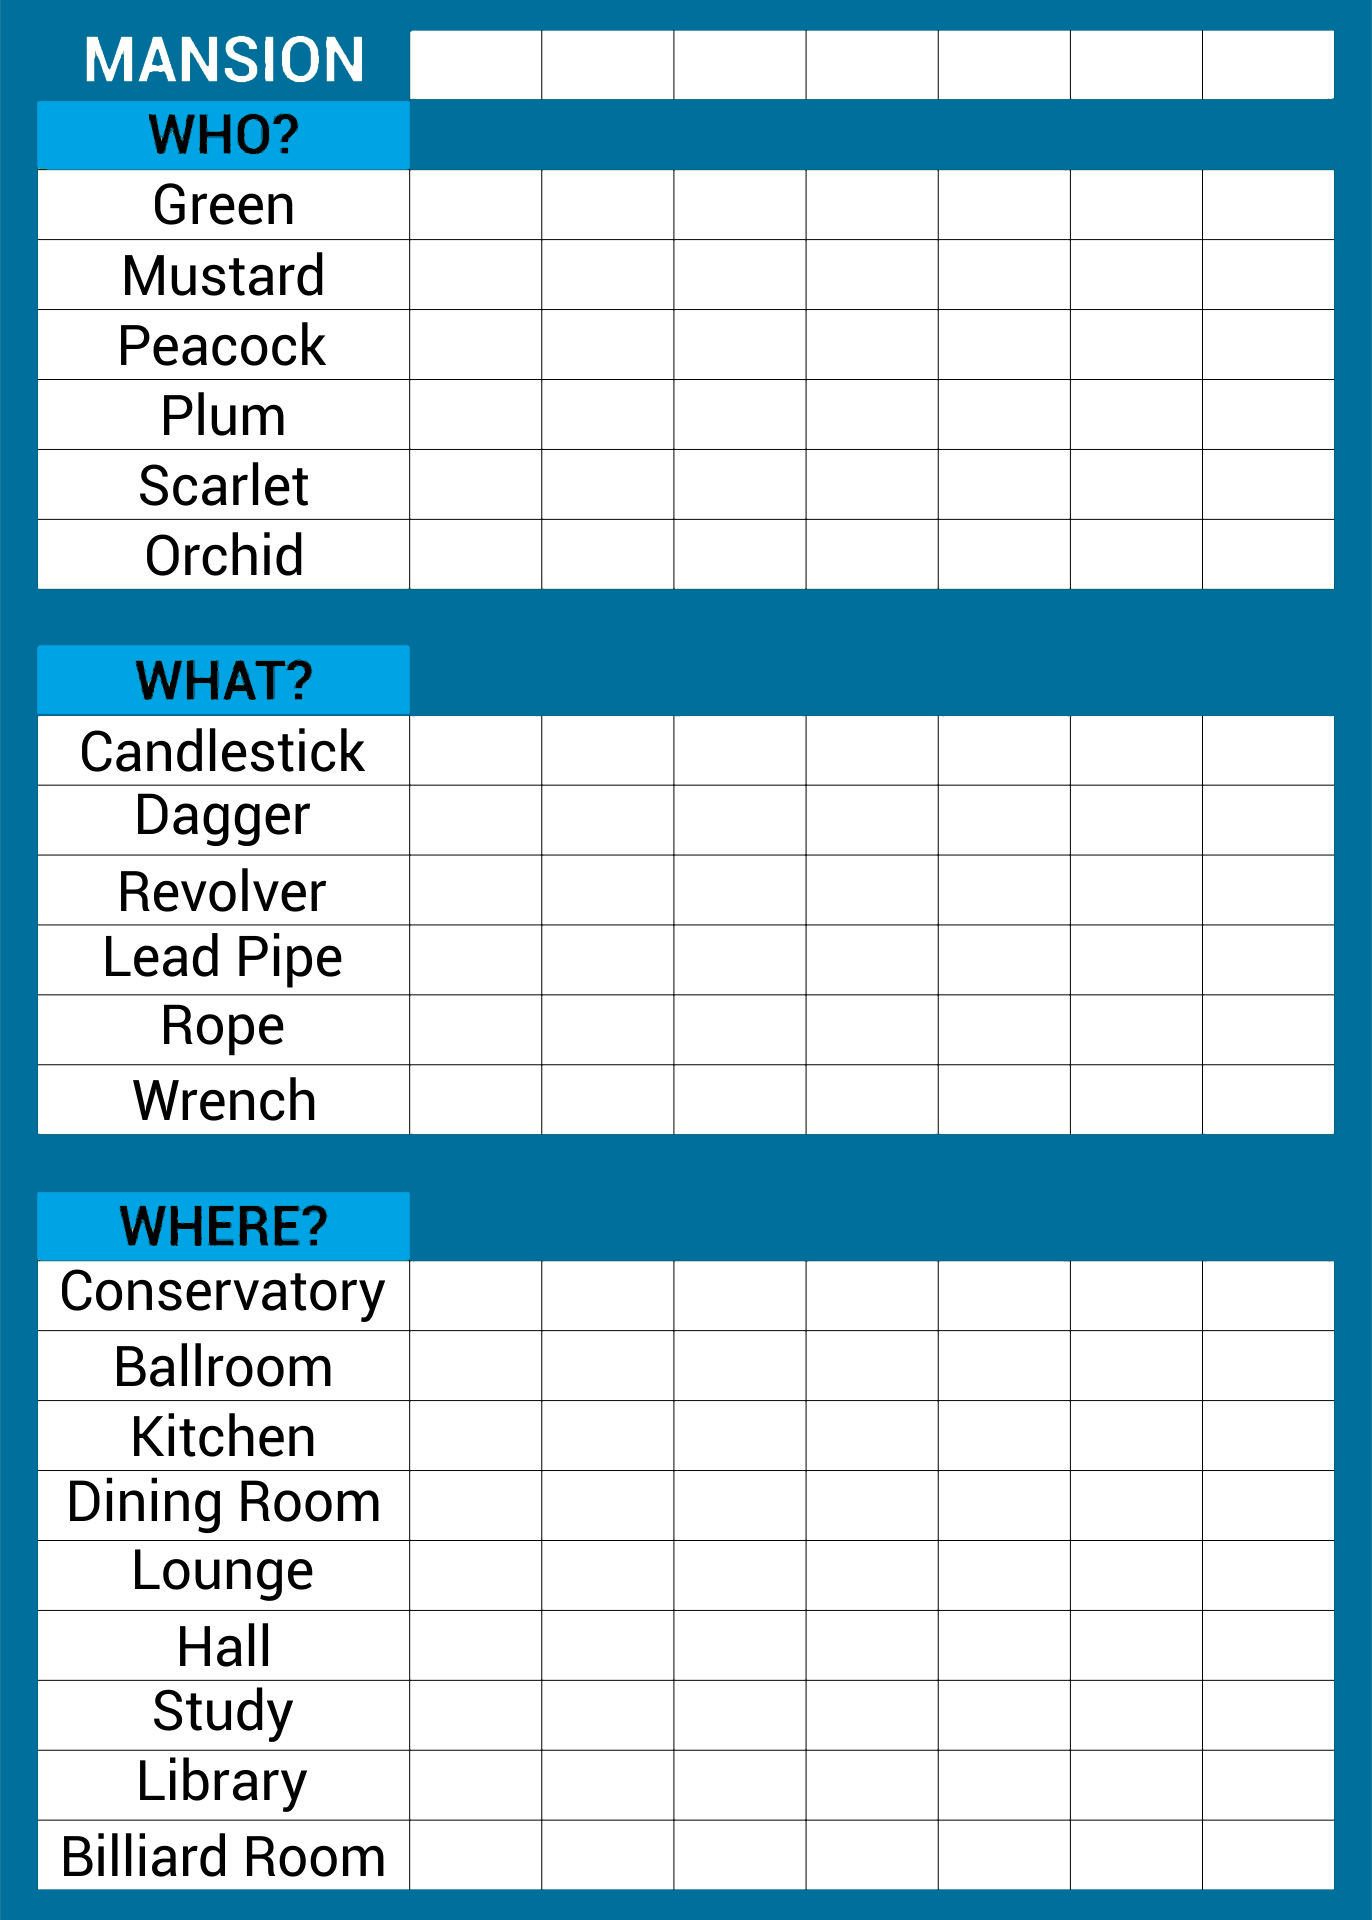 MANSION
WHO?
Green
Mustard
Peacock
Plum
Scarlet
Orchid
WHAT?
Candlestick
Dagger
Revolver
Lead Pipe
Rope
Wrench
WHERE?
Conservatory
Ballroom
Kitchen
Dining Room
Lounge
Hall
Study
Library
Billiard Room